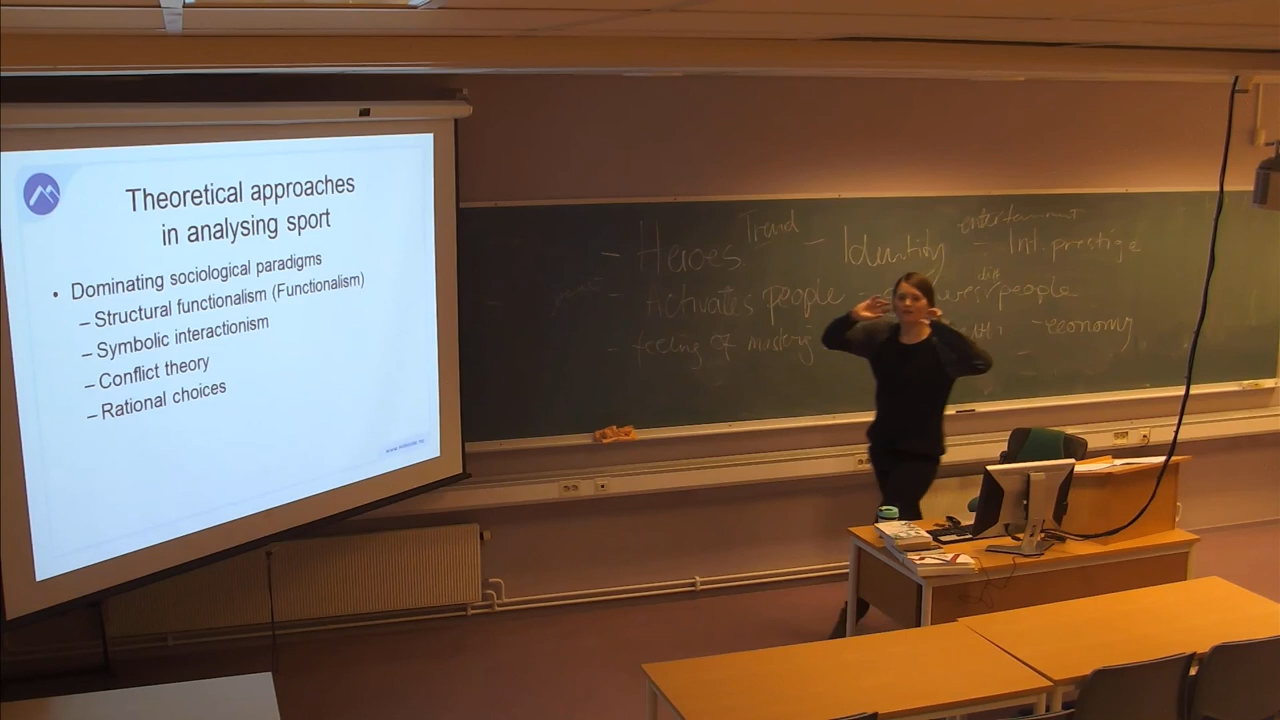 Theoretical approaches
in analysing sport
• Dominating sociological paradigms
– Structural functionalism (Functionalism)
– Symbolic interactionism
– Conflict theory
– Rational choices
Trend
entertainment
– Heroes
– Identity
– Int. prestige
– Activates people
people
– feeling of mastery
– economy